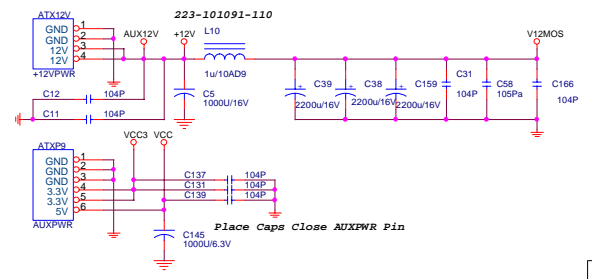 ATX12V
223-101091-110
GND 1
GND 2
12V 3
12V 4
+12VPWR
AUX12V
+12V
L10
1u/10AD9
V12MOS
C5
1000U/16V
C39
2200u/16V
C38
2200u/16V
C159
2200u/16V
C31
104P
C58
105Pa
C166
104P
C12
104P
C11
104P
ATXP9
GND 1
GND 2
GND 3
3.3V 4
3.3V 5
5V 6
AUXPWR
VCC3
VCC
C137
104P
C131
104P
C139
104P
Place Caps Close AUXPWR Pin
C145
1000U/6.3V